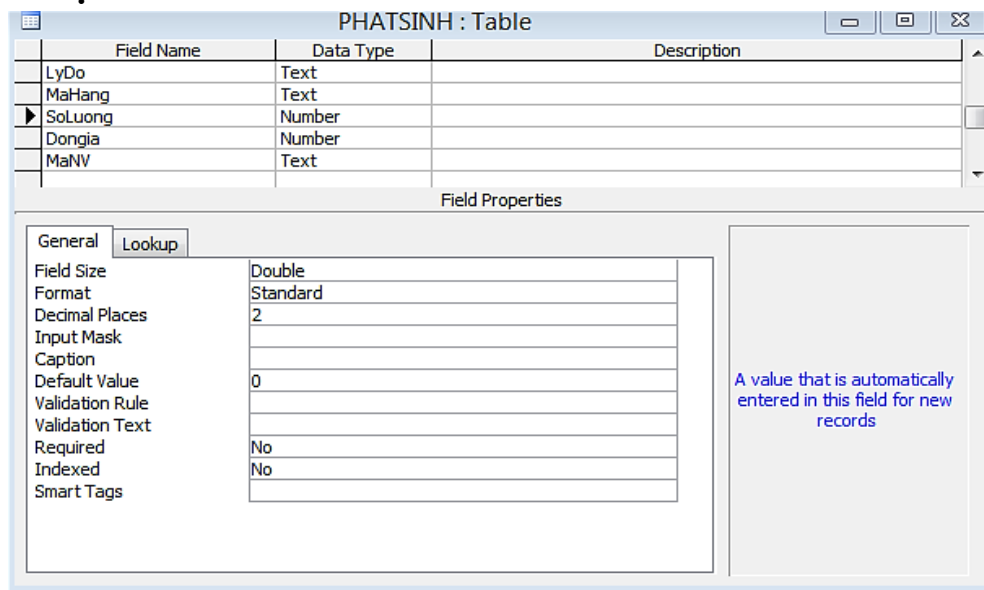 PHATSINH : Table
Field Name Data Type Description
LyDo Text
MaHang Text
SoLuong Number
Dongia Number
MaNV Text
Field Properties
General Lookup
Field Size Double
Format Standard
Decimal Places 2
Input Mask
Caption
Default Value 0
Validation Rule
Validation Text
Required No
Indexed No
Smart Tags
A value that is automatically
entered in this field for new
records